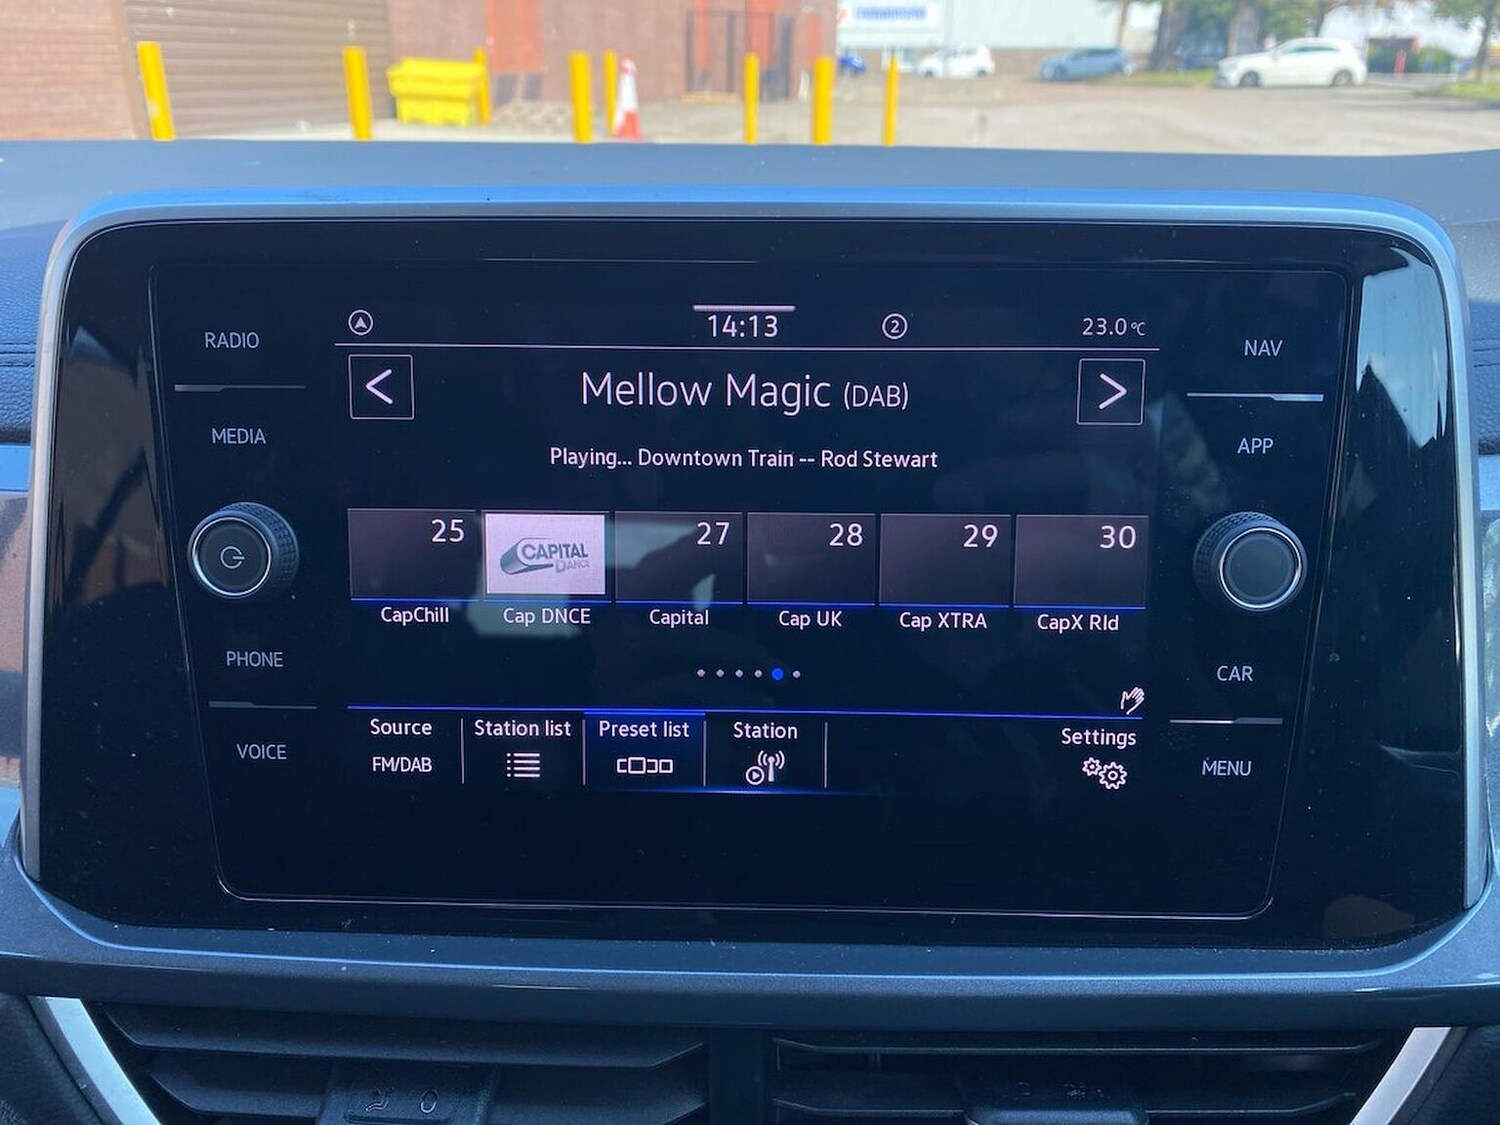 14:13
2
23.0°C
RADIO
NAV
Mellow Magic (DAB)
MEDIA
APP
Playing... Downtown Train -- Rod Stewart
25
CAPITAL
DANCE
27
28
29
30
CapChill
Cap DNCE
Capital
Cap UK
Cap XTRA
CapX Rld
PHONE
CAR
Source
FM/DAB
Station list
Preset list
Station
Settings
VOICE
MENU